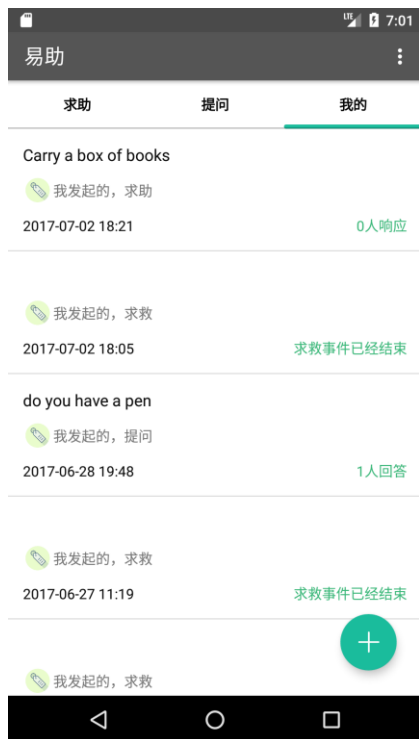 LTE 7:01
易助
求助 提问 我的
Carry a box of books
我发起的，求助
2017-07-02 18:21 0人响应
我发起的，求救
2017-07-02 18:05 求救事件已经结束
do you have a pen
我发起的，提问
2017-06-28 19:48 1人回答
我发起的，求救
2017-06-27 11:19 求救事件已经结束
我发起的，求救